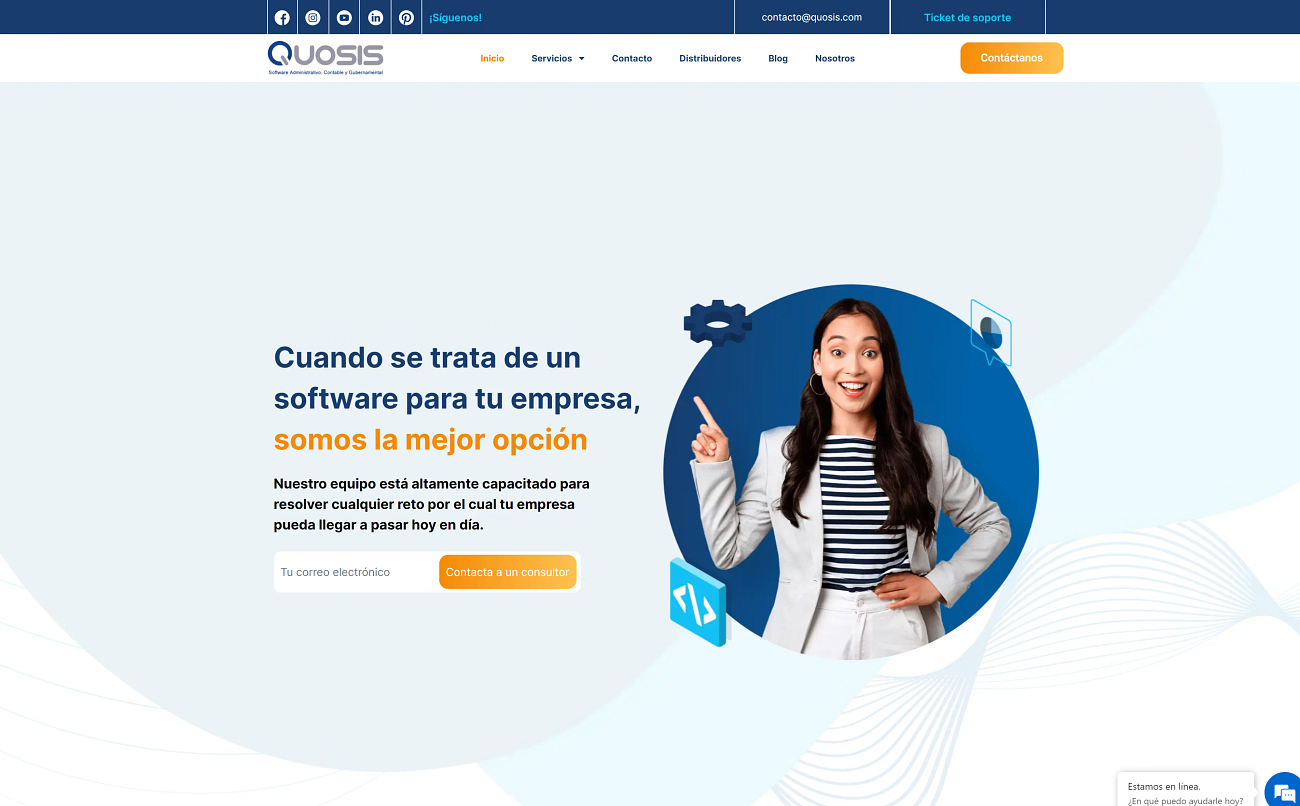 ¡Síguenos!
contacto@quosis.com
Ticket de soporte
QUOSIS
Software Administrativo, Contable y Gubernamental
Inicio
Servicios
Contacto
Distribuidores
Blog
Nosotros
Contáctanos
Cuando se trata de un
software para tu empresa,
somos la mejor opción
Nuestro equipo está altamente capacitado para
resolver cualquier reto por el cual tu empresa
pueda llegar a pasar hoy en día.
Tu correo electrónico
Contacta a un consultor
Estamos en línea.
¿En qué puedo ayudarle hoy?